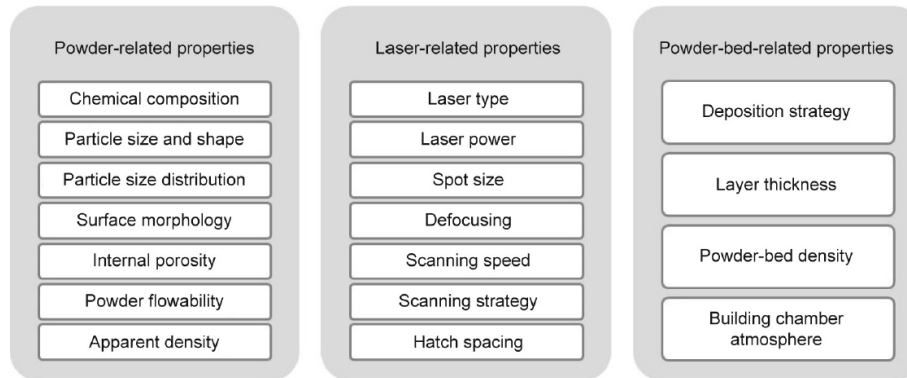 Powder-related properties
Chemical composition
Particle size and shape
Particle size distribution
Surface morphology
Internal porosity
Powder flowability
Apparent density
Laser-related properties
Laser type
Laser power
Spot size
Defocusing
Scanning speed
Scanning strategy
Hatch spacing
Powder-bed-related properties
Deposition strategy
Layer thickness
Powder-bed density
Building chamber
atmosphere